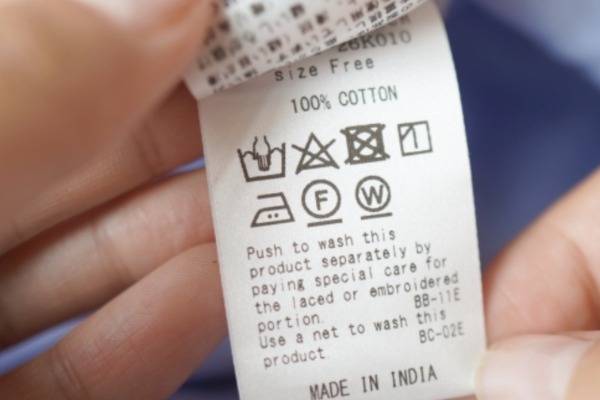 26K010
size Free
100% COTTON
F W
Push to wash this
product separately by
paying special care for
the laced or embroidered
portion.
BB-11E
Use a net to wash this
product.
BC-02E
MADE IN INDIA